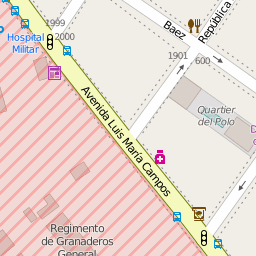 1999
2000
Hospital
Militar
Baez
República
1901
600
Avenida Luis María Campos
Quartier
del Polo
D
Regimento
de Granaderos
General